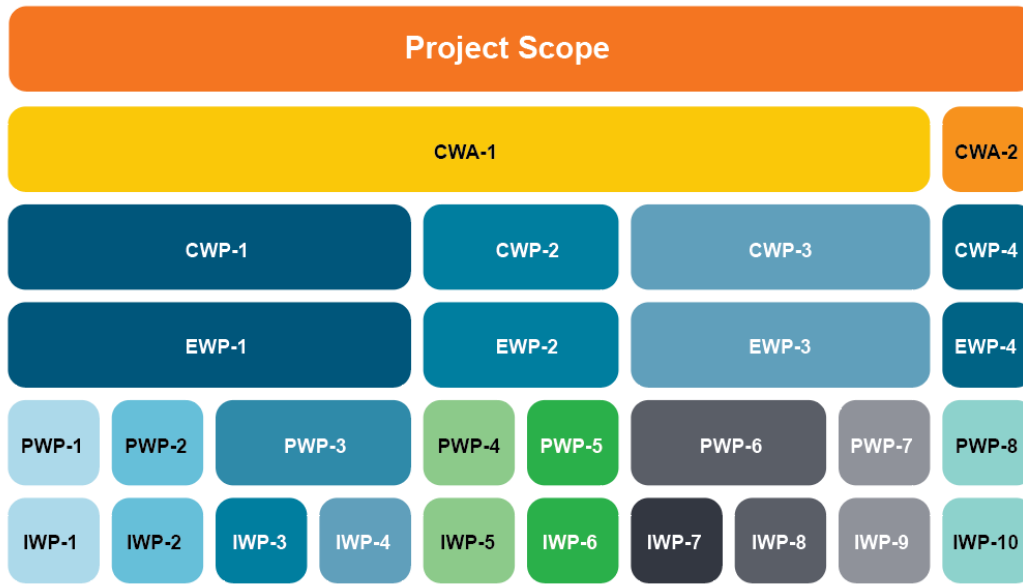 Project Scope
CWA-1
CWA-2
CWP-1
CWP-2
CWP-3
CWP-4
EWP-1
EWP-2
EWP-3
EWP-4
PWP-1
PWP-2
PWP-3
PWP-4
PWP-5
PWP-6
PWP-7
PWP-8
IWP-1
IWP-2
IWP-3
IWP-4
IWP-5
IWP-6
IWP-7
IWP-8
IWP-9
IWP-10